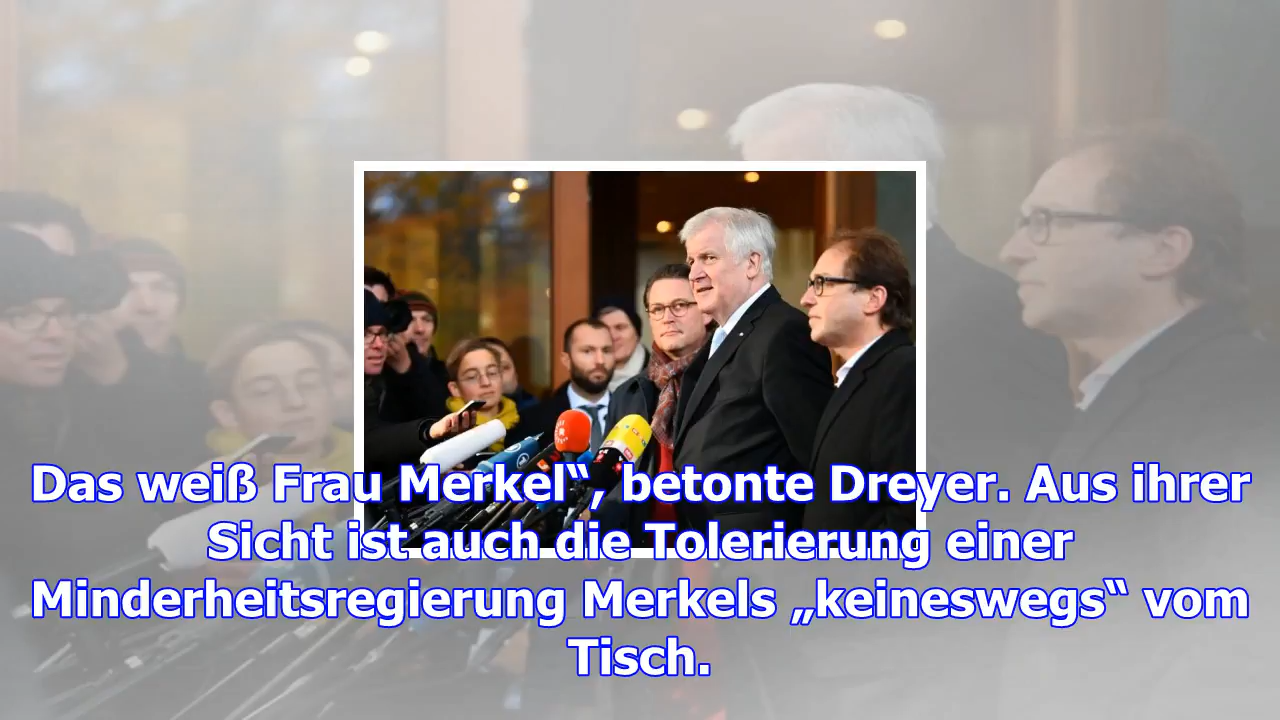 Das weiß Frau Merkel“, betonte Dreyer. Aus ihrer
Sicht ist auch die Tolerierung einer
Minderheitsregierung Merkels „keineswegs“ vom
Tisch.